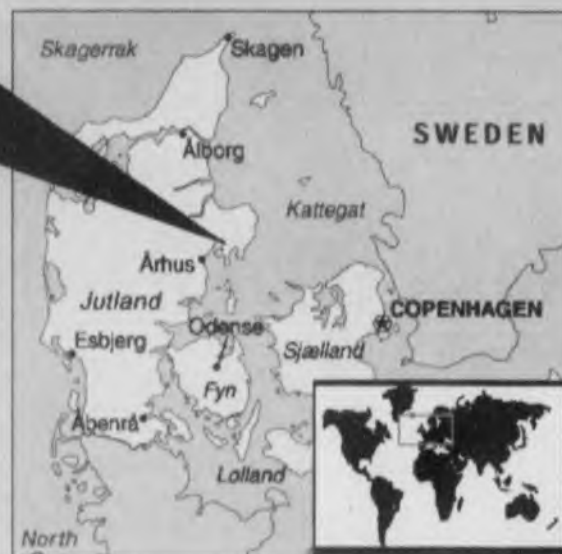 Skagerrak
Skagen
Ålborg
SWEDEN
Kattegat
Århus
Jutland
COPENHAGEN
Odense
Sjælland
Esbjerg
Fyn
Åbenrå
Lolland
North